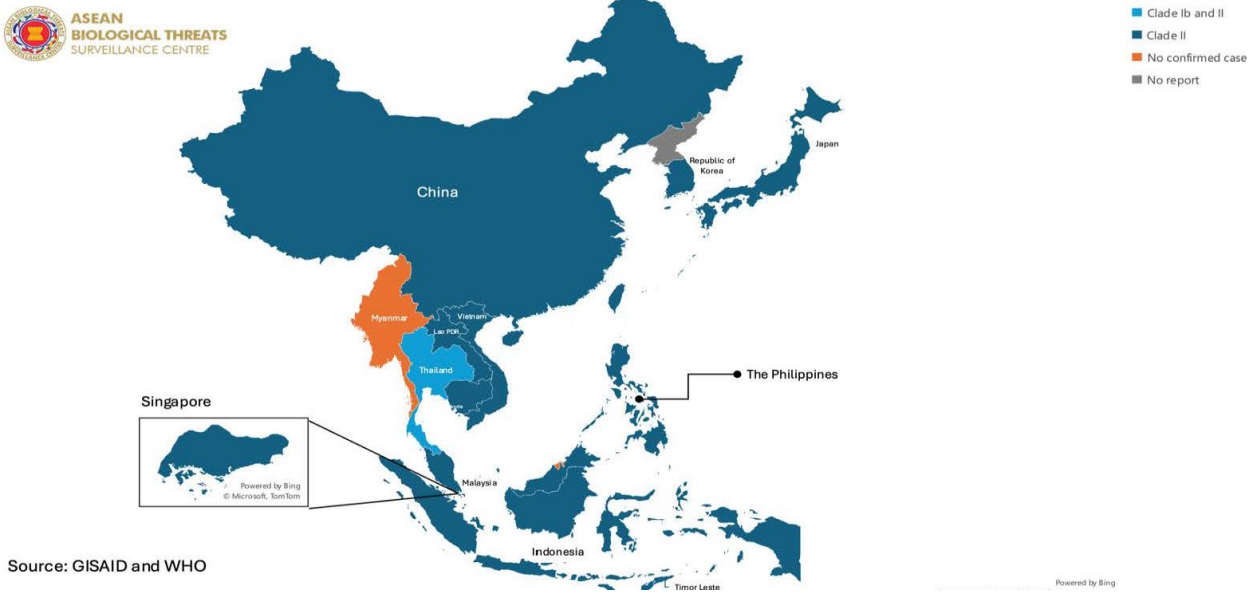 ASEAN
BIOLOGICAL THREATS
SURVEILLANCE CENTRE
Clade Ib and II
Clade II
No confirmed case
No report
Japan
Republic of
Korea
China
Myanmar
Vietnam
Lao PDR
Thailand
The Philippines
Singapore
Powered by Bing
© Microsoft, TomTom
Malaysia
Indonesia
Source: GISAID and WHO
Timor Leste
Powered by Bing